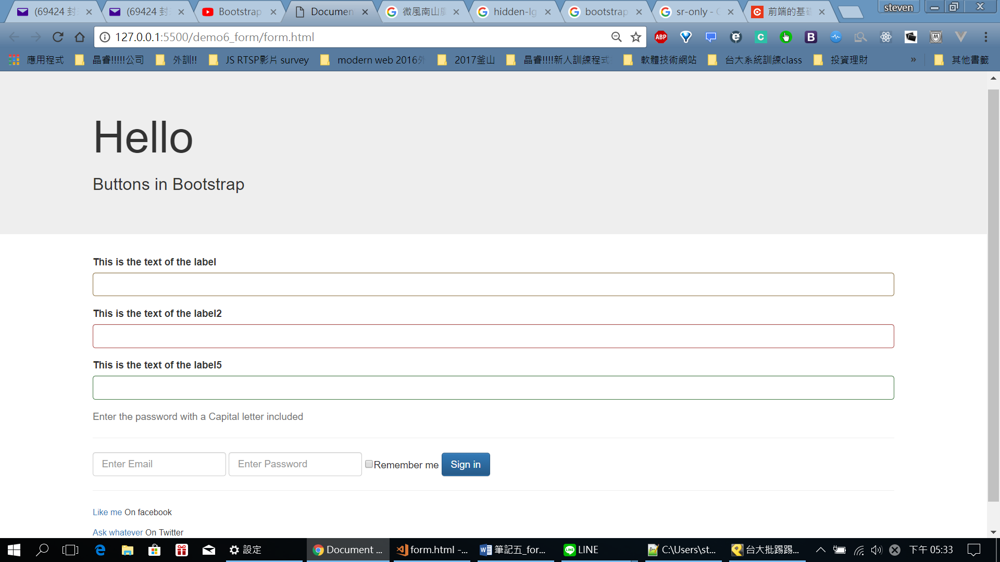 (69424 封
(69424 封
Bootstrap
Documen
微風南山
hidden-lg
bootstrap
sr-only -
前端的基
steven
127.0.0.1:5500/demo6_form/form.html
應用程式
晶睿!!!!!公司
外訓!!
JS RTSP影片 survey
modern web 2016外
2017釜山
晶睿!!!!新人訓練程式
軟體技術網站
台大系統訓練class
投資理財
»
其他書籤
Hello
Buttons in Bootstrap
This is the text of the label
This is the text of the label2
This is the text of the label5
Enter the password with a Capital letter included
Enter Email
Enter Password
Remember me
Sign in
Like me On facebook
Ask whatever On Twitter
設定
Document ...
form.html -...
筆記五_for...
LINE
C:\Users\st...
台大批踢踢...
下午 05:33